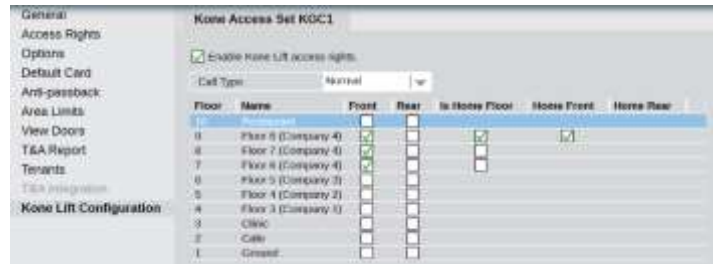 General
Access Rights
Options
Default Card
Anti-passback
Area Limits
View Doors
T&A Report
Tenants
T&A Integration
Kone Lift Configuration
Kone Access Set KGC1
Enable Kone Lift access rights.
Call Type Normal
Floor Name Front Rear Is Home Floor Home Front Home Rear
10 Restaurant
9 Floor 8 (Company 4)
8 Floor 7 (Company 4)
7 Floor 6 (Company 4)
6 Floor 5 (Company 3)
5 Floor 4 (Company 2)
4 Floor 3 (Company 1)
3 Clinic
2 Cafe
1 Ground